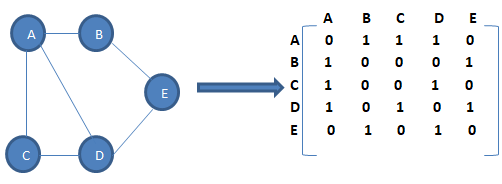 A B
E
C D
A B C D E
A 0 1 1 1 0
B 1 0 0 0 1
C 1 0 0 1 0
D 1 0 1 0 1
E 0 1 0 1 0